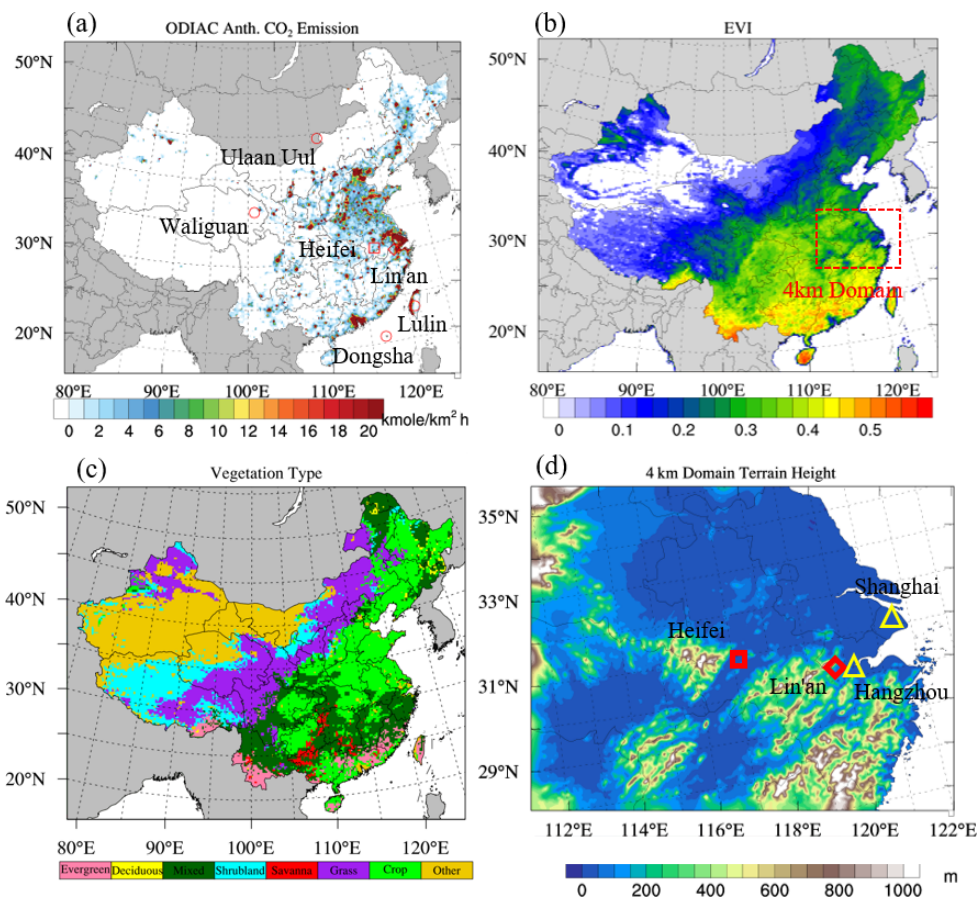 (a)
ODIAC Anth. CO₂ Emission
50°N
40°N
30°N
20°N
Ulaan Uul
Waliguan
Heifei
Lin'an
Lulin
Dongsha
80°E 90°E 100°E 110°E 120°E
0 2 4 6 8 10 12 14 16 18 20 kmole/km² h
(b)
EVI
50°N
40°N
30°N
20°N
4km Domain
80°E 90°E 100°E 110°E 120°E
0 0.1 0.2 0.3 0.4 0.5
(c)
Vegetation Type
50°N
40°N
30°N
20°N
80°E 90°E 100°E 110°E 120°E
Evergreen Deciduous Mixed Shrubland Savanna Grass Crop Other
(d)
4 km Domain Terrain Height
35°N
33°N
31°N
29°N
Shanghai
Heifei
Lin'an
Hangzhou
112°E 114°E 116°E 118°E 120°E 122°E
0 200 400 600 800 1000 m